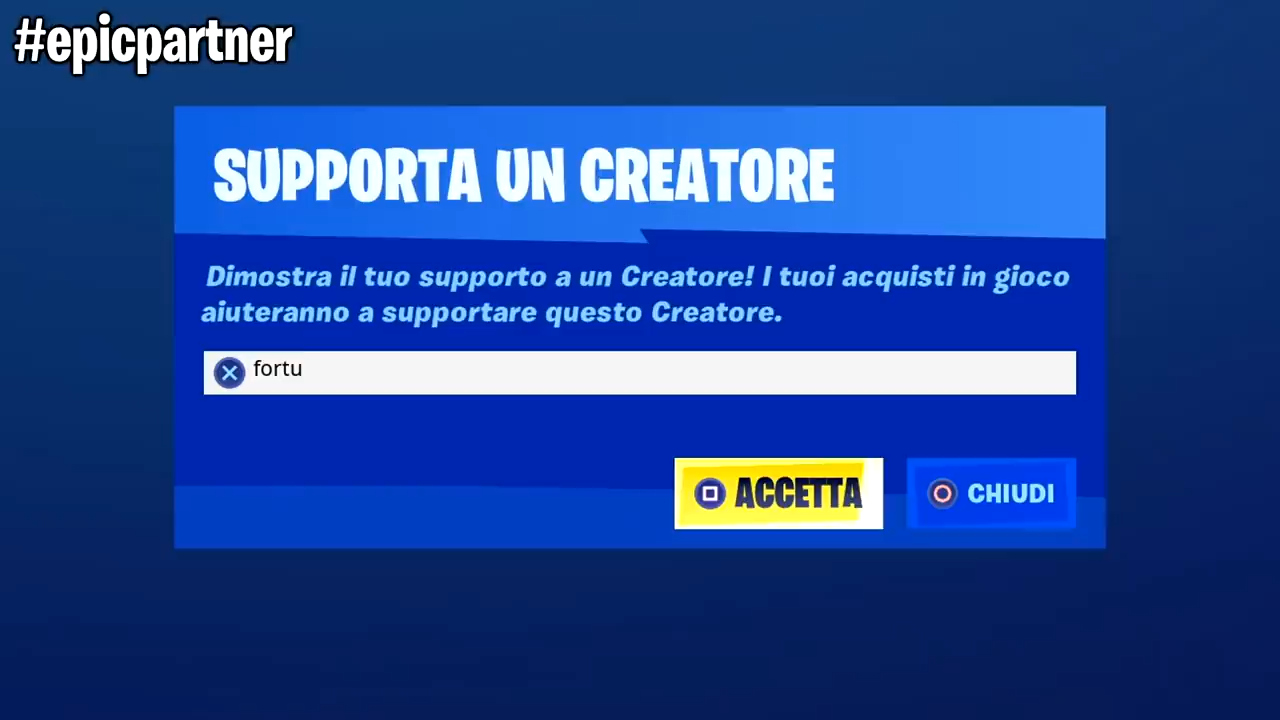 #epicpartner
SUPPORTA UN CREATORE
Dimostra il tuo supporto a un Creatore! I tuoi acquisti in gioco
aiuteranno a supportare questo Creatore.
fortu
ACCETTA
CHIUDI